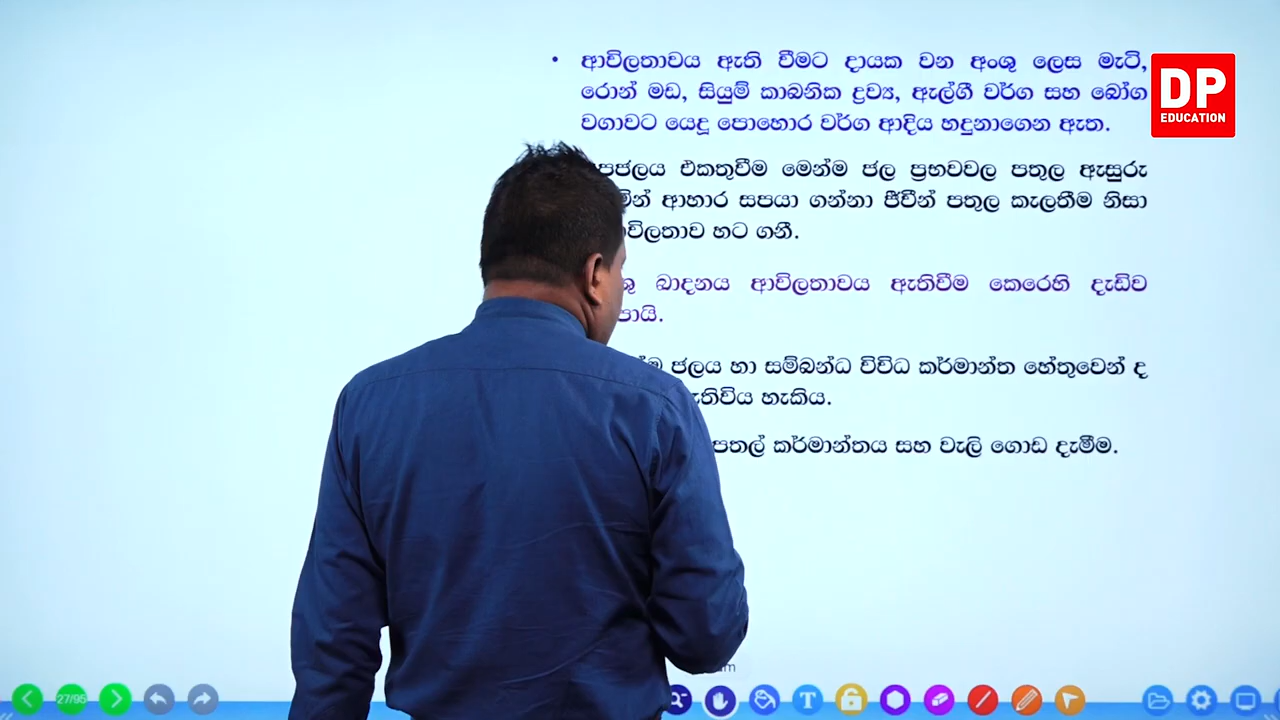 • ආවිලතාවය ඇති වීමට දායක වන අංශු ලෙස මැටි,
රොන් මඩ, සියුම් කාබනික ද්‍රව්‍ය, ඇල්ගී වර්ග සහ බෝග
වගාවට යෙදූ පොහොර වර්ග ආදිය හඳුනාගෙන ඇත.
එකතුවීම මෙන්ම ජල ප්‍රභවවල පතුල ඇසුරු
ආහාර සපයා ගන්නා ජීවීන් පතුල කැලතීම නිසා
හට ගනී.
ඛාදනය ආවිලතාවය ඇතිවීම කෙරෙහි දැඩිව
ජලය හා සම්බන්ධ විවිධ කර්මාන්ත හේතුවෙන් ද
හැකිය.
පතල් කර්මාන්තය සහ වැලි ගොඩ දැමීම.
DP
EDUCATION
27/95
T